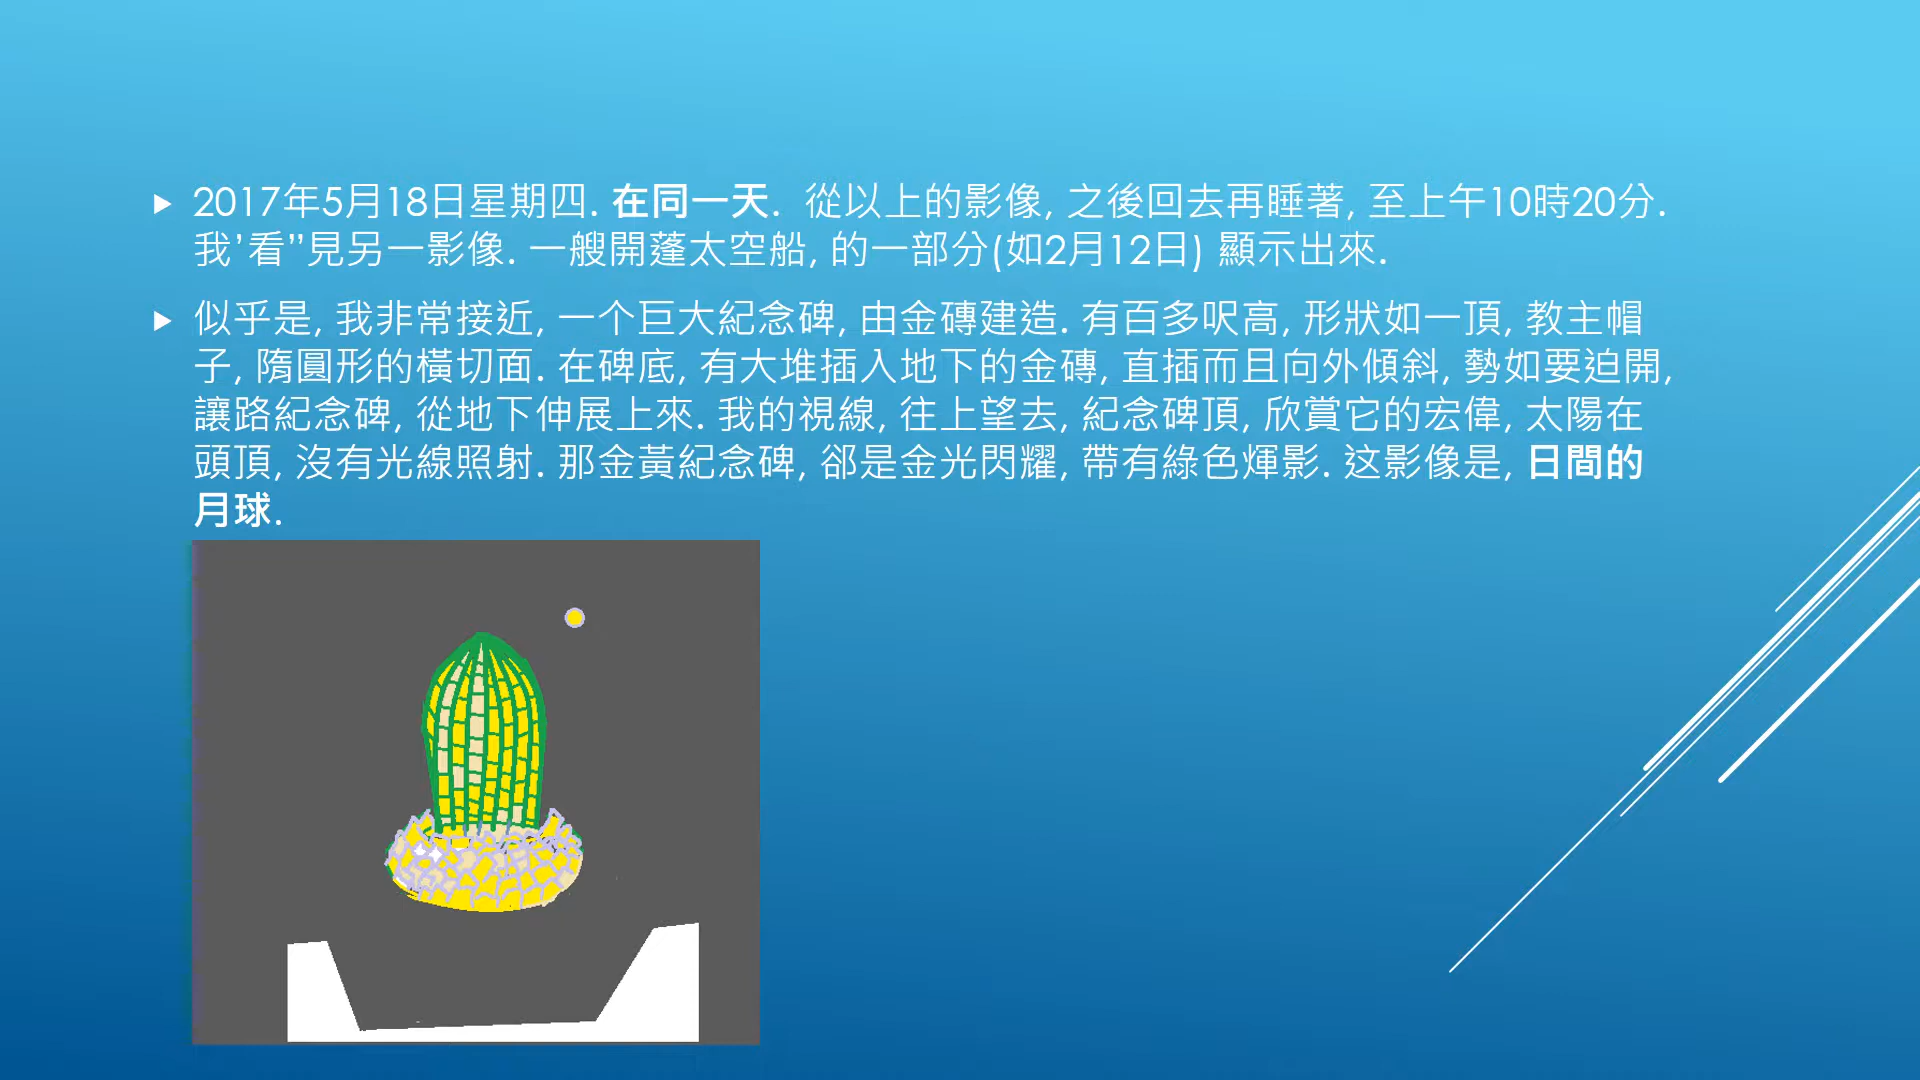 2017年5月18日星期四. 在同一天. 從以上的影像, 之後回去再睡著, 至上午10時20分.
我’看”見另一影像. 一艘開蓬太空船, 的一部分(如2月12日) 顯示出來.
似乎是, 我非常接近, 一个巨大紀念碑, 由金磚建造. 有百多呎高, 形狀如一頂, 教主帽
子, 隋圓形的橫切面. 在碑底, 有大堆插入地下的金磚, 直插而且向外傾斜, 勢如要迫開,
讓路紀念碑, 從地下伸展上來. 我的視線, 往上望去, 紀念碑頂, 欣賞它的宏偉, 太陽在
頭頂, 沒有光線照射. 那金黃紀念碑, 郤是金光閃耀, 帶有綠色煇影. 这影像是, 日間的
月球.